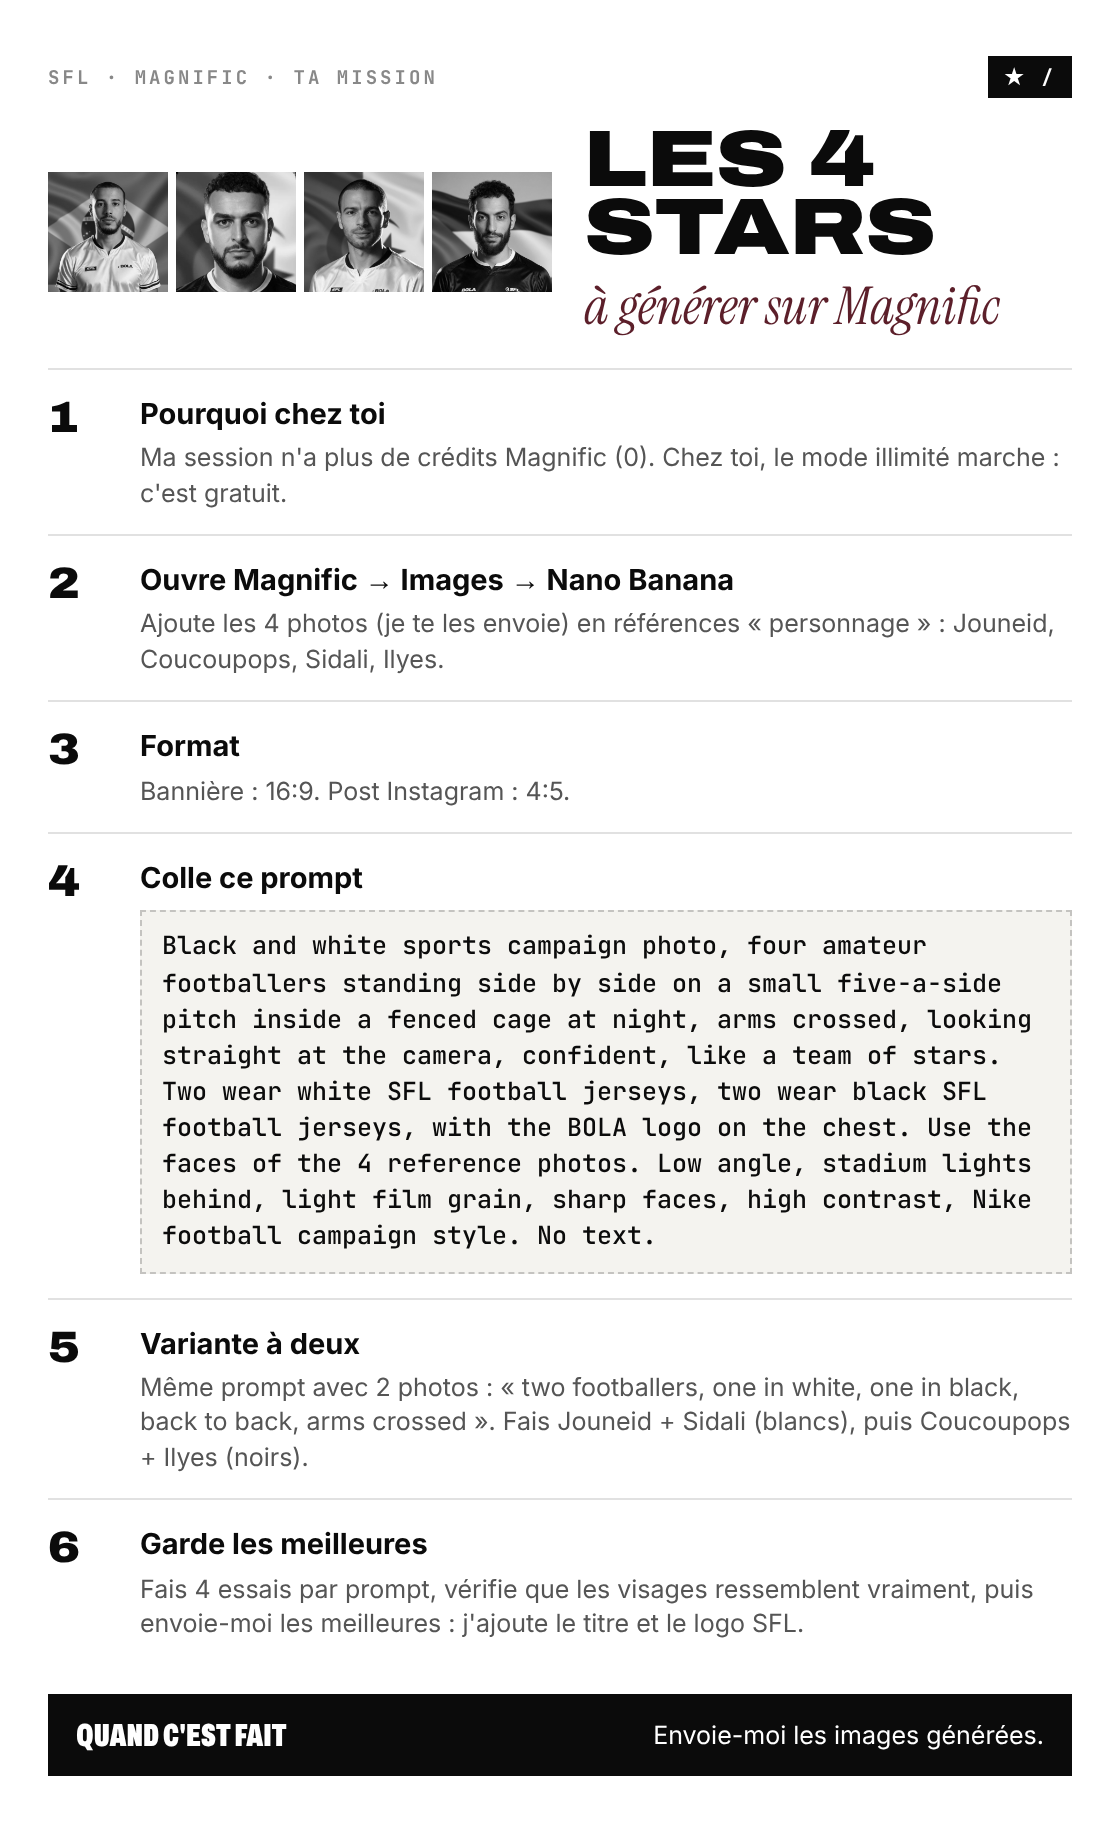 SFL · MAGNIFIC · TA MISSION
★ /
LES 4
STARS
à générer sur Magnific
1
Pourquoi chez toi
Ma session n'a plus de crédits Magnific (0). Chez toi, le mode illimité marche :
c'est gratuit.
2
Ouvre Magnific → Images → Nano Banana
Ajoute les 4 photos (je te les envoie) en références « personnage » : Jouneid,
Coucoupops, Sidali, Ilyes.
3
Format
Bannière : 16:9. Post Instagram : 4:5.
4
Colle ce prompt
Black and white sports campaign photo, four amateur
footballers standing side by side on a small five-a-side
pitch inside a fenced cage at night, arms crossed, looking
straight at the camera, confident, like a team of stars.
Two wear white SFL football jerseys, two wear black SFL
football jerseys, with the BOLA logo on the chest. Use the
faces of the 4 reference photos. Low angle, stadium lights
behind, light film grain, sharp faces, high contrast, Nike
football campaign style. No text.
5
Variante à deux
Même prompt avec 2 photos : « two footballers, one in white, one in black,
back to back, arms crossed ». Fais Jouneid + Sidali (blancs), puis Coucoupops
+ Ilyes (noirs).
6
Garde les meilleures
Fais 4 essais par prompt, vérifie que les visages ressemblent vraiment, puis
envoie-moi les meilleures : j'ajoute le titre et le logo SFL.
QUAND C'EST FAIT
Envoie-moi les images générées.